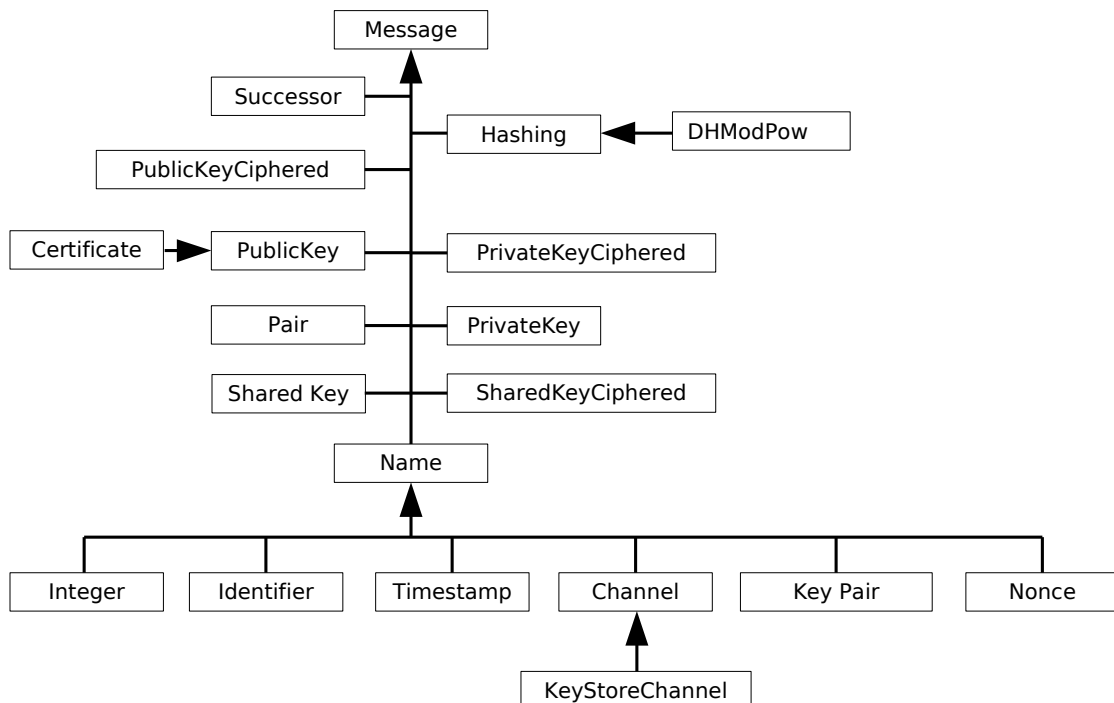 Message
Successor
Hashing
DHModPow
PublicKeyCiphered
Certificate
PublicKey
PrivateKeyCiphered
Pair
PrivateKey
Shared Key
SharedKeyCiphered
Name
Integer
Identifier
Timestamp
Channel
Key Pair
Nonce
KeyStoreChannel